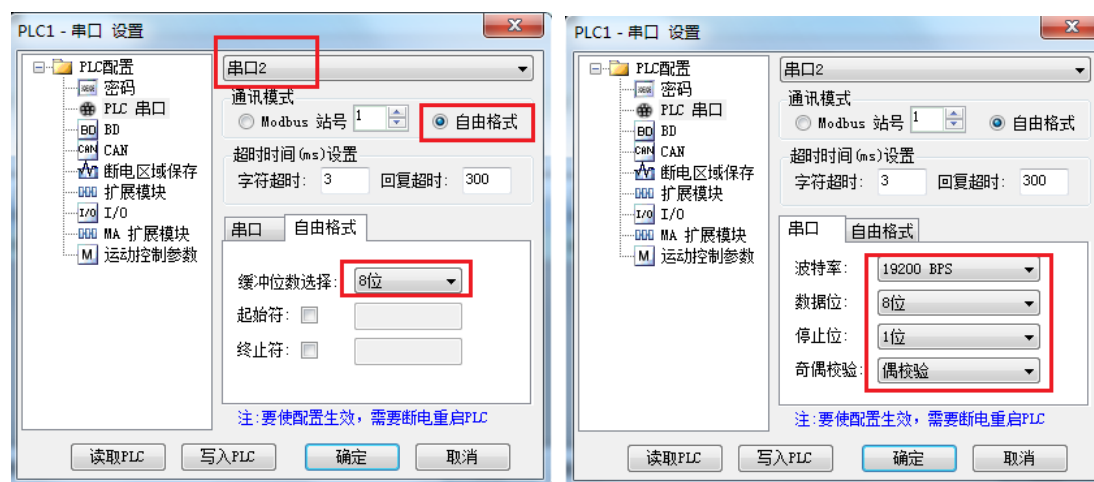 PLC1 - 串口 设置
PLC配置
密码
PLC 串口
BD BD
CAN CAN
断电区域保存
扩展模块
I/O I/O
MA 扩展模块
M 运动控制参数
串口2
通讯模式
Modbus 站号 1 自由格式
超时时间(ms)设置
字符超时: 3 回复超时: 300
串口 自由格式
缓冲位数选择: 8位
起始符:
终止符:
注:要使配置生效，需要断电重启PLC
读取PLC 写入PLC 确定 取消
PLC1 - 串口 设置
PLC配置
密码
PLC 串口
BD BD
CAN CAN
断电区域保存
扩展模块
I/O I/O
MA 扩展模块
M 运动控制参数
串口2
通讯模式
Modbus 站号 1 自由格式
超时时间(ms)设置
字符超时: 3 回复超时: 300
串口 自由格式
波特率: 19200 BPS
数据位: 8位
停止位: 1位
奇偶校验: 偶校验
注:要使配置生效，需要断电重启PLC
读取PLC 写入PLC 确定 取消